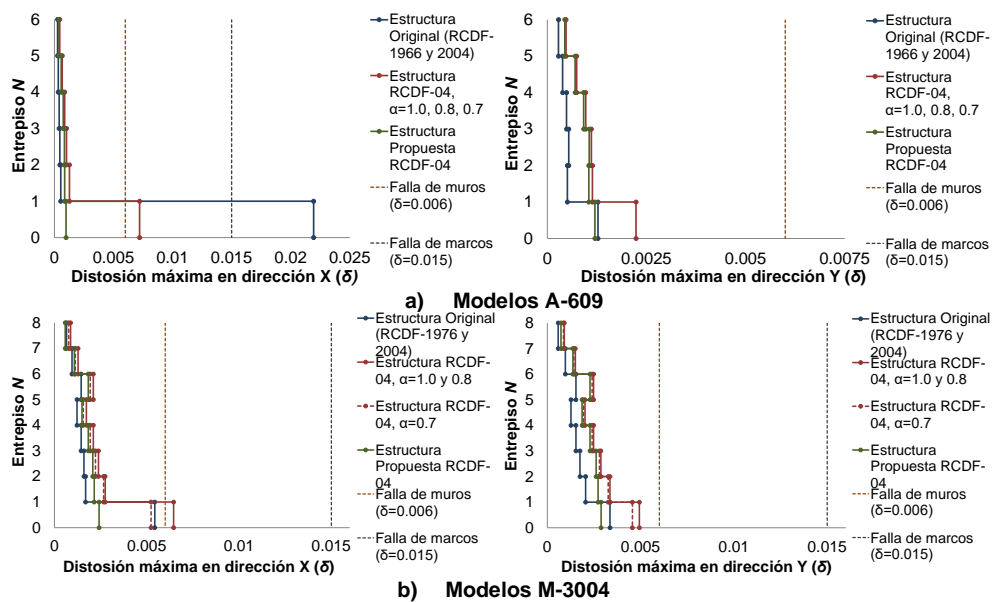 6
5
4
3
2
1
0
Entrepiso N
0
0.005
0.01
0.015
0.02
0.025
Distosión máxima en dirección X (δ)
Estructura
Original (RCDF-
1966 y 2004)
Estructura
RCDF-04,
α=1.0, 0.8, 0.7
Estructura
Propuesta
RCDF-04
Falla de muros
(δ=0.006)
Falla de marcos
(δ=0.015)
6
5
4
3
2
1
0
Entrepiso N
0
0.0025
0.005
0.0075
Distosión máxima en dirección Y (δ)
Estructura
Original (RCDF-
1966 y 2004)
Estructura
RCDF-04,
α=1.0, 0.8, 0.7
Estructura
Propuesta
RCDF-04
Falla de muros
(δ=0.006)
Falla de marcos
(δ=0.015)
a) Modelos A-609
8
7
6
5
4
3
2
1
0
Entrepiso N
0
0.005
0.01
0.015
Distosión máxima en dirección X (δ)
Estructura Original
(RCDF-1976 y
2004)
Estructura RCDF-
04, α=1.0 y 0.8
Estructura RCDF-
04, α=0.7
Estructura
Propuesta RCDF-
04
Falla de muros
(δ=0.006)
Falla de marcos
(δ=0.015)
8
7
6
5
4
3
2
1
0
Entrepiso N
0
0.005
0.01
0.015
Distosión máxima en dirección Y (δ)
Estructura Original
(RCDF-1976 y
2004)
Estructura RCDF-
04, α=1.0 y 0.8
Estructura RCDF-
04, α=0.7
Estructura
Propuesta RCDF-
04
Falla de muros
(δ=0.006)
Falla de marcos
(δ=0.015)
b) Modelos M-3004